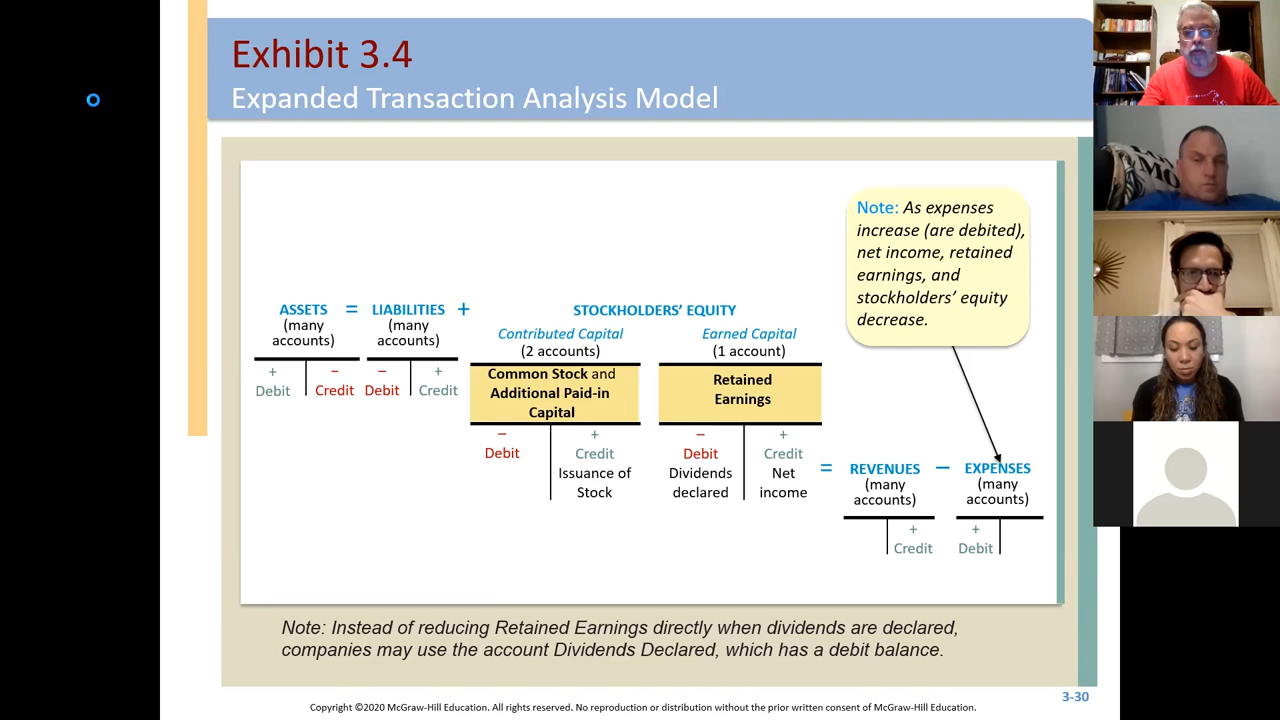 Exhibit 3.4
Expanded Transaction Analysis Model
Note: As expenses
increase (are debited),
net income, retained
earnings, and
stockholders’ equity
decrease.
ASSETS = LIABILITIES + STOCKHOLDERS’ EQUITY
(many
accounts)
(many
accounts)
Contributed Capital
(2 accounts)
Earned Capital
(1 account)
+
Debit
−
Credit
−
Debit
+
Credit
Common Stock and
Additional Paid-in
Capital
Retained
Earnings
−
Debit
+
Credit
Issuance of
Stock
−
Debit
Dividends
declared
+
Credit
Net
income
= REVENUES − EXPENSES
(many
accounts)
(many
accounts)
+
Credit
+
Debit
Note: Instead of reducing Retained Earnings directly when dividends are declared,
companies may use the account Dividends Declared, which has a debit balance.
3-30
Copyright ©2020 McGraw-Hill Education. All rights reserved. No reproduction or distribution without the prior written consent of McGraw-Hill Education.